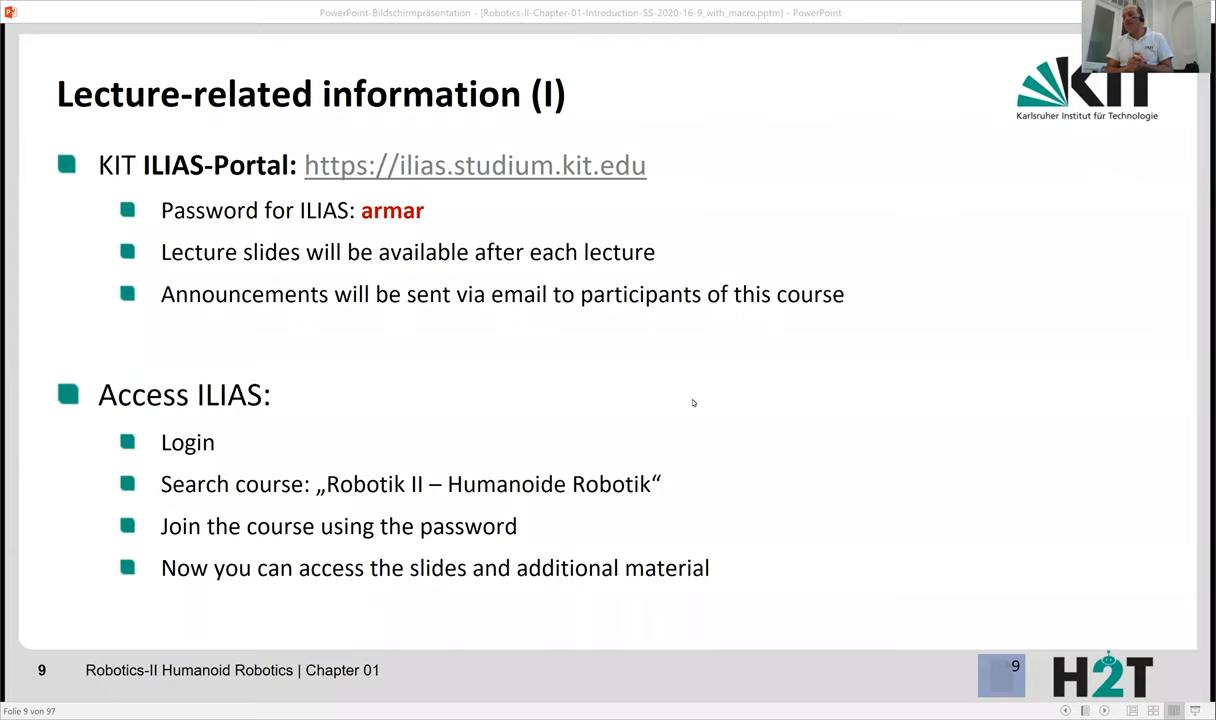 PowerPoint-Bildschirmpräsentation - [Robotics-II-Chapter-01-Introduction-SS-2020-16-9_with_macro.pptm] - PowerPoint
Lecture-related information (I)
KIT
Karlsruher Institut für Technologie
KIT ILIAS-Portal: https://ilias.studium.kit.edu
Password for ILIAS: armar
Lecture slides will be available after each lecture
Announcements will be sent via email to participants of this course
Access ILIAS:
Login
Search course: „Robotik II – Humanoide Robotik“
Join the course using the password
Now you can access the slides and additional material
9 Robotics-II Humanoid Robotics | Chapter 01 9 H2T
Folie 9 von 97